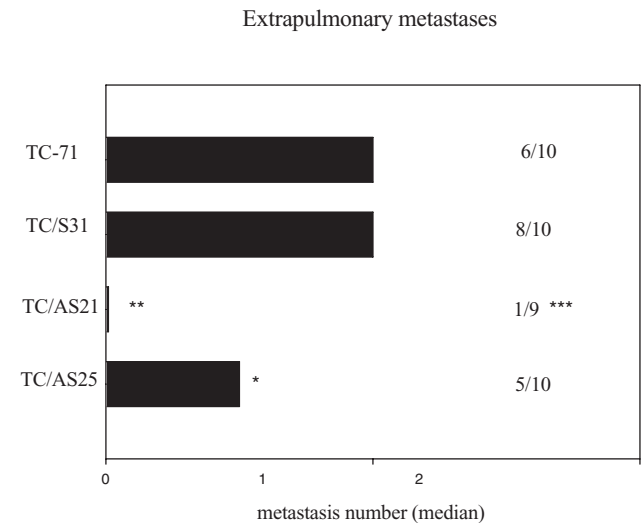 Extrapulmonary metastases
TC-71 6/10
TC/S31 8/10
TC/AS21 ** 1/9 ***
TC/AS25 * 5/10
0 1 2
metastasis number (median)